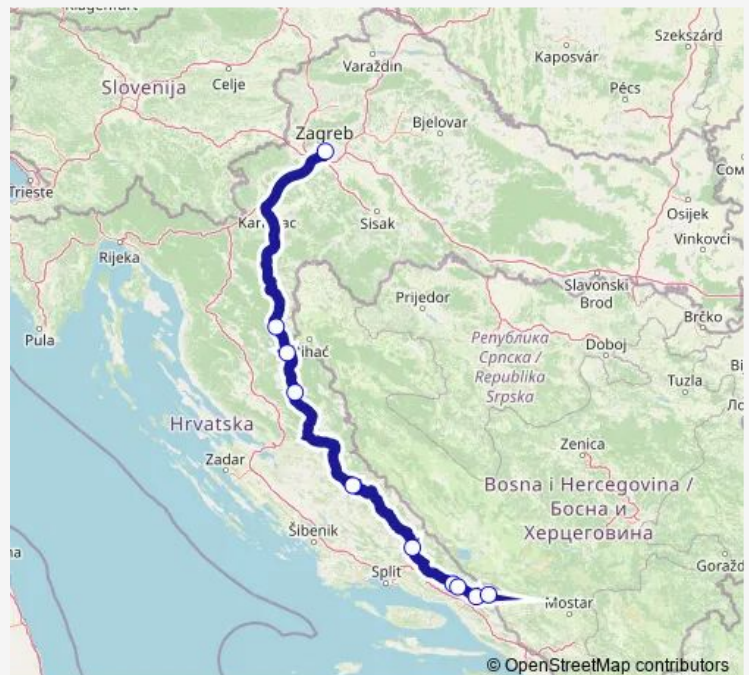 Szekszárd
Kaposvár
Varaždin
Slovenija
Celje
Pécs
Bjelovar
Zagreb
Trieste
Osijek
Sisak
Vinkovci
Rijeka
Slavonski
Brod
Prijedor
Brčko
Pula
Република
Српска /
Republika
Srpska
Doboj
Tuzla
Hrvatska
Zadar
Zenica
Bosna i Hercegovina /
Босна и
Херцеговина
Šibenik
Split
Mostar
© OpenStreetMap contributors